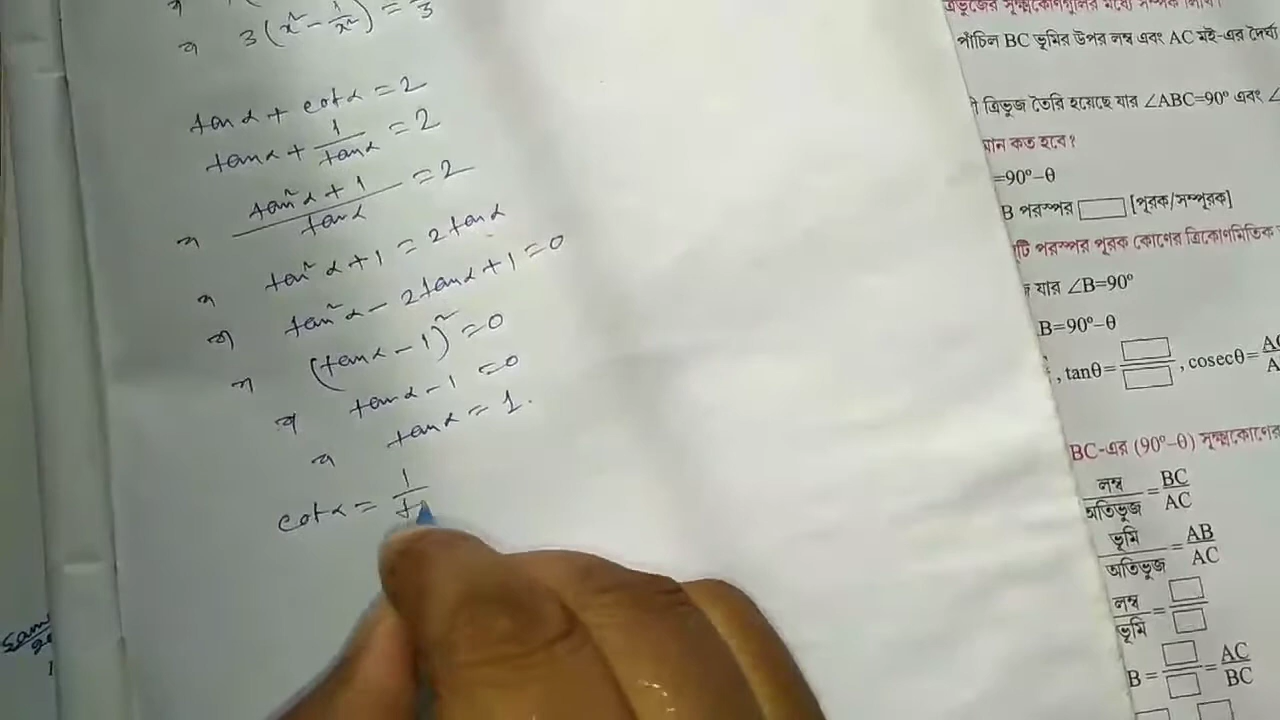 বা 3(x² − 1/x²) =
tanα + cotα = 2
tanα + 1/tanα = 2
বা (tan²α + 1)/tanα = 2
বা tan²α + 1 = 2tanα
বা tan²α − 2tanα + 1 = 0
বা (tanα − 1)² = 0
বা tanα − 1 = 0
বা tanα = 1.
cotα = 1/
পাঁচিল BC ভূমির উপর লম্ব এবং AC মই-এর দৈর্ঘ্য
ত্রিভুজ তৈরি হয়েছে যার ∠ABC=90° এবং ∠
মান কত হবে?
=90°−θ
B পরস্পর □ [পূরক/সম্পূরক]
পরস্পর পূরক কোণের ত্রিকোণমিতিক
যার ∠B=90°
B=90°−θ
, tanθ=□/□ , cosecθ=
BC-এর (90°−θ) সূক্ষ্মকোণের
লম্ব/অতিভুজ = BC/AC
ভূমি/অতিভুজ = AB/AC
লম্ব/ভূমি = □/□
B = □/□ = AC/BC